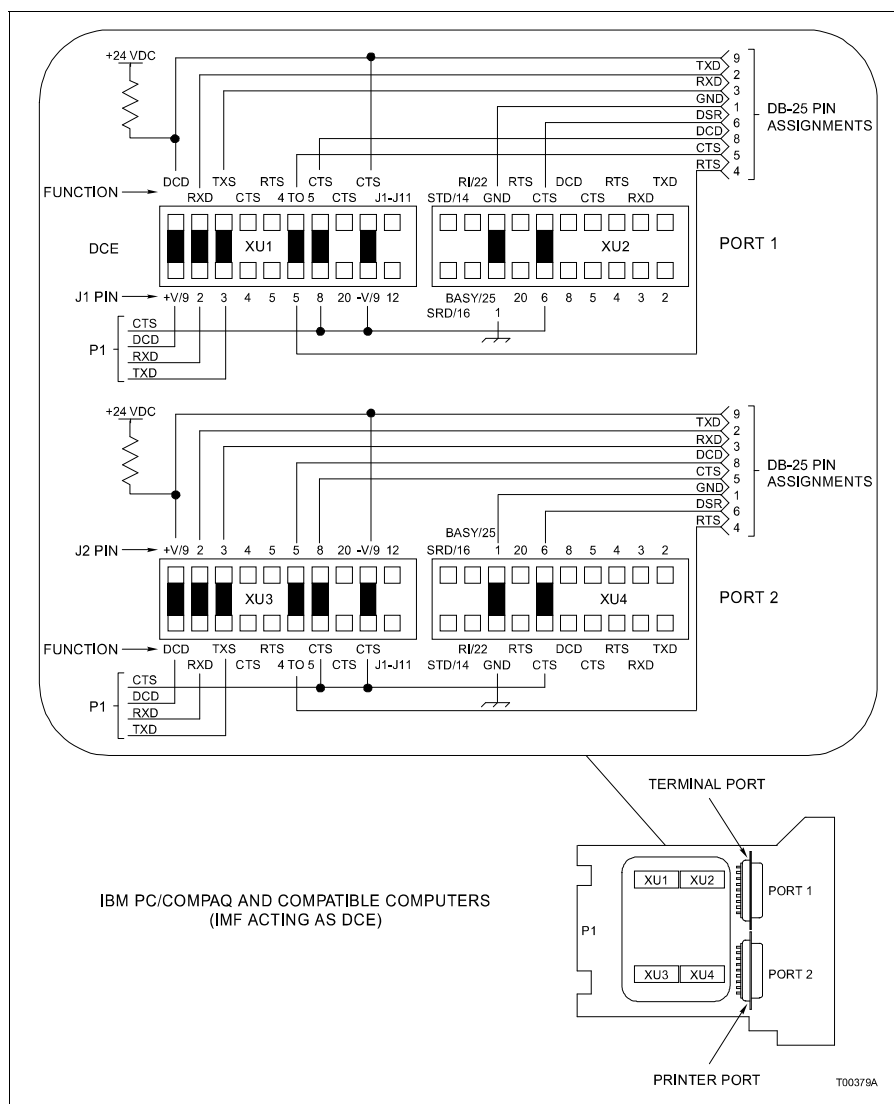 +24 VDC
9
TXD
2
RXD
3
GND
1
DSR
6
DCD
8
CTS
5
RTS
4
DB-25 PIN
ASSIGNMENTS
DCD TXS RTS CTS CTS
FUNCTION
RXD CTS 4 TO 5 CTS J1-J11
RI/22 RTS DCD RTS TXD
STD/14 GND CTS CTS RXD
DCE
XU1
XU2
PORT 1
J1 PIN
+V/9 2 3 4 5 5 8 20 -V/9 12
BASY/25 20 6 8 5 4 3 2
SRD/16 1
P1
CTS
DCD
RXD
TXD
+24 VDC
9
TXD
2
RXD
3
DCD
8
CTS
5
GND
1
DSR
6
RTS
4
DB-25 PIN
ASSIGNMENTS
J2 PIN
+V/9 2 3 4 5 5 8 20 -V/9 12
BASY/25
SRD/16 1 20 6 8 5 4 3 2
XU3
XU4
PORT 2
FUNCTION
DCD TXS RTS CTS CTS
RXD CTS 4 TO 5 CTS J1-J11
RI/22 RTS DCD RTS TXD
STD/14 GND CTS CTS RXD
P1
CTS
DCD
RXD
TXD
TERMINAL PORT
IBM PC/COMPAQ AND COMPATIBLE COMPUTERS
(IMF ACTING AS DCE)
XU1 XU2
PORT 1
P1
XU3 XU4
PORT 2
PRINTER PORT
T00379A